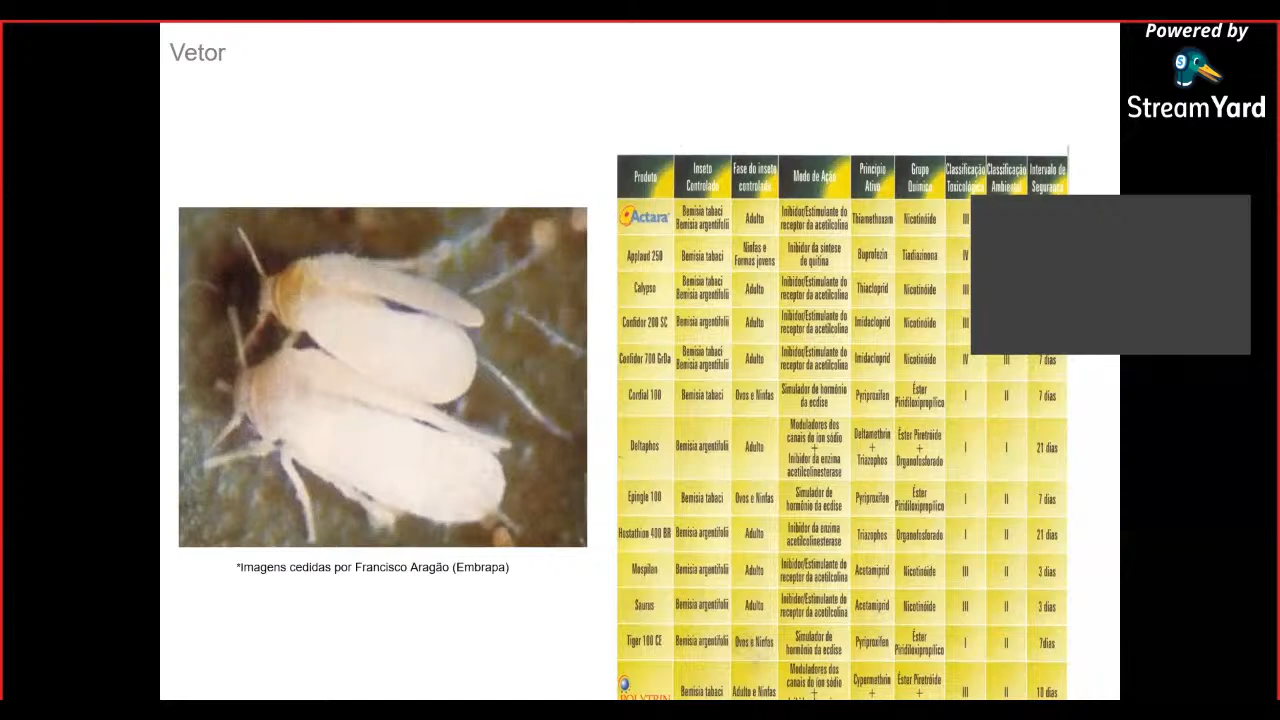 Powered by
StreamYard
Vetor
Produto Inseto Controlado Fase do inseto controlado Modo de Ação Princípio Ativo Grupo Químico Classificação Toxicológica Classificação Ambiental Intervalo de Segurança
Actara Bemisia tabaci Bemisia argentifolii Adulto Inibidor/Estimulante do receptor da acetilcolina Thiamethoxam Nicotinóide III
Applaud 250 Bemisia tabaci Ninfas e Formas jovens Inibidor da síntese de quitina Buprofezin Tiadiazinona IV
Calypso Bemisia tabaci Bemisia argentifolii Adulto Inibidor/Estimulante do receptor da acetilcolina Thiacloprid Nicotinóide III
Confidor 200 SC Bemisia argentifolii Adulto Inibidor/Estimulante do receptor da acetilcolina Imidacloprid Nicotinóide III
Confidor 700 GrDa Bemisia tabaci Bemisia argentifolii Adulto Inibidor/Estimulante do receptor da acetilcolina Imidacloprid Nicotinóide IV III 7 dias
Cordial 100 Bemisia tabaci Ovos e Ninfas Simulador de hormônio da ecdise Pyriproxifen Éster Piridiloxipropílico I II 7 dias
Deltaphos Bemisia argentifolii Adulto Moduladores dos canais do íon sódio + Inibidor da enzima acetilcolinesterase Deltamethrin + Triazophos Éster Piretróide + Organofosforado I I 21 dias
Epingle 100 Bemisia tabaci Ovos e Ninfas Simulador de hormônio da ecdise Pyriproxifen Éster Piridiloxipropílico I II 7 dias
Hostathion 400 BR Bemisia argentifolii Adulto Inibidor da enzima acetilcolinesterase Triazophos Organofosforado I II 21 dias
Mospilan Bemisia argentifolii Adulto Inibidor/Estimulante do receptor da acetilcolina Acetamiprid Nicotinóide III II 3 dias
Saurus Bemisia argentifolii Adulto Inibidor/Estimulante do receptor da acetilcolina Acetamiprid Nicotinóide III II 3 dias
Tiger 100 CE Bemisia argentifolii Ovos e Ninfas Simulador de hormônio da ecdise Pyriproxifen Éster Piridiloxipropílico I II 7dias
POLYTRIN Bemisia tabaci Adulto e Ninfas Moduladores dos canais do íon sódio + Cypermethrin + Éster Piretróide + III II 10 dias
*Imagens cedidas por Francisco Aragão (Embrapa)